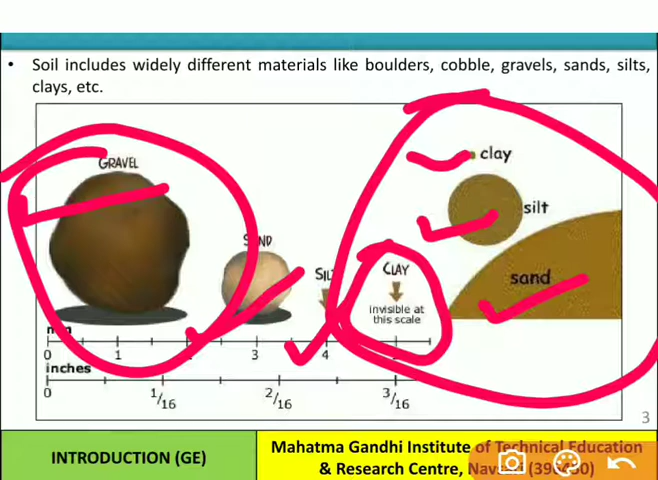 • Soil includes widely different materials like boulders, cobble, gravels, sands, silts,
clays, etc.
GRAVEL
SAND
SILT
CLAY
invisible at
this scale
clay
silt
sand
mm
0 1 3 4
inches
0 1/16 2/16 3/16
3
INTRODUCTION (GE)
Mahatma Gandhi Institute of Technical Education
& Research Centre,